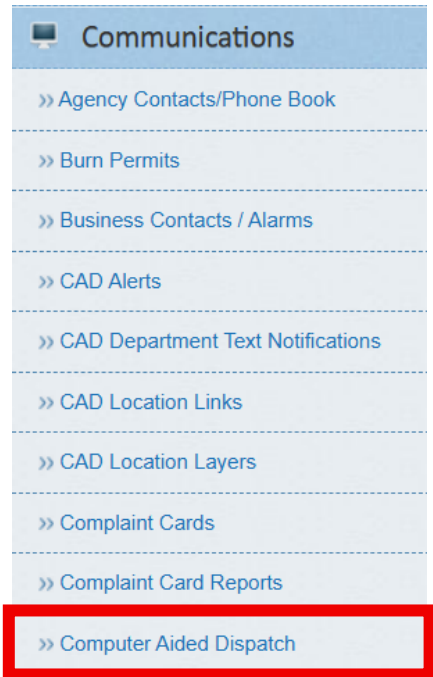 Communications
» Agency Contacts/Phone Book
» Burn Permits
» Business Contacts / Alarms
» CAD Alerts
» CAD Department Text Notifications
» CAD Location Links
» CAD Location Layers
» Complaint Cards
» Complaint Card Reports
» Computer Aided Dispatch